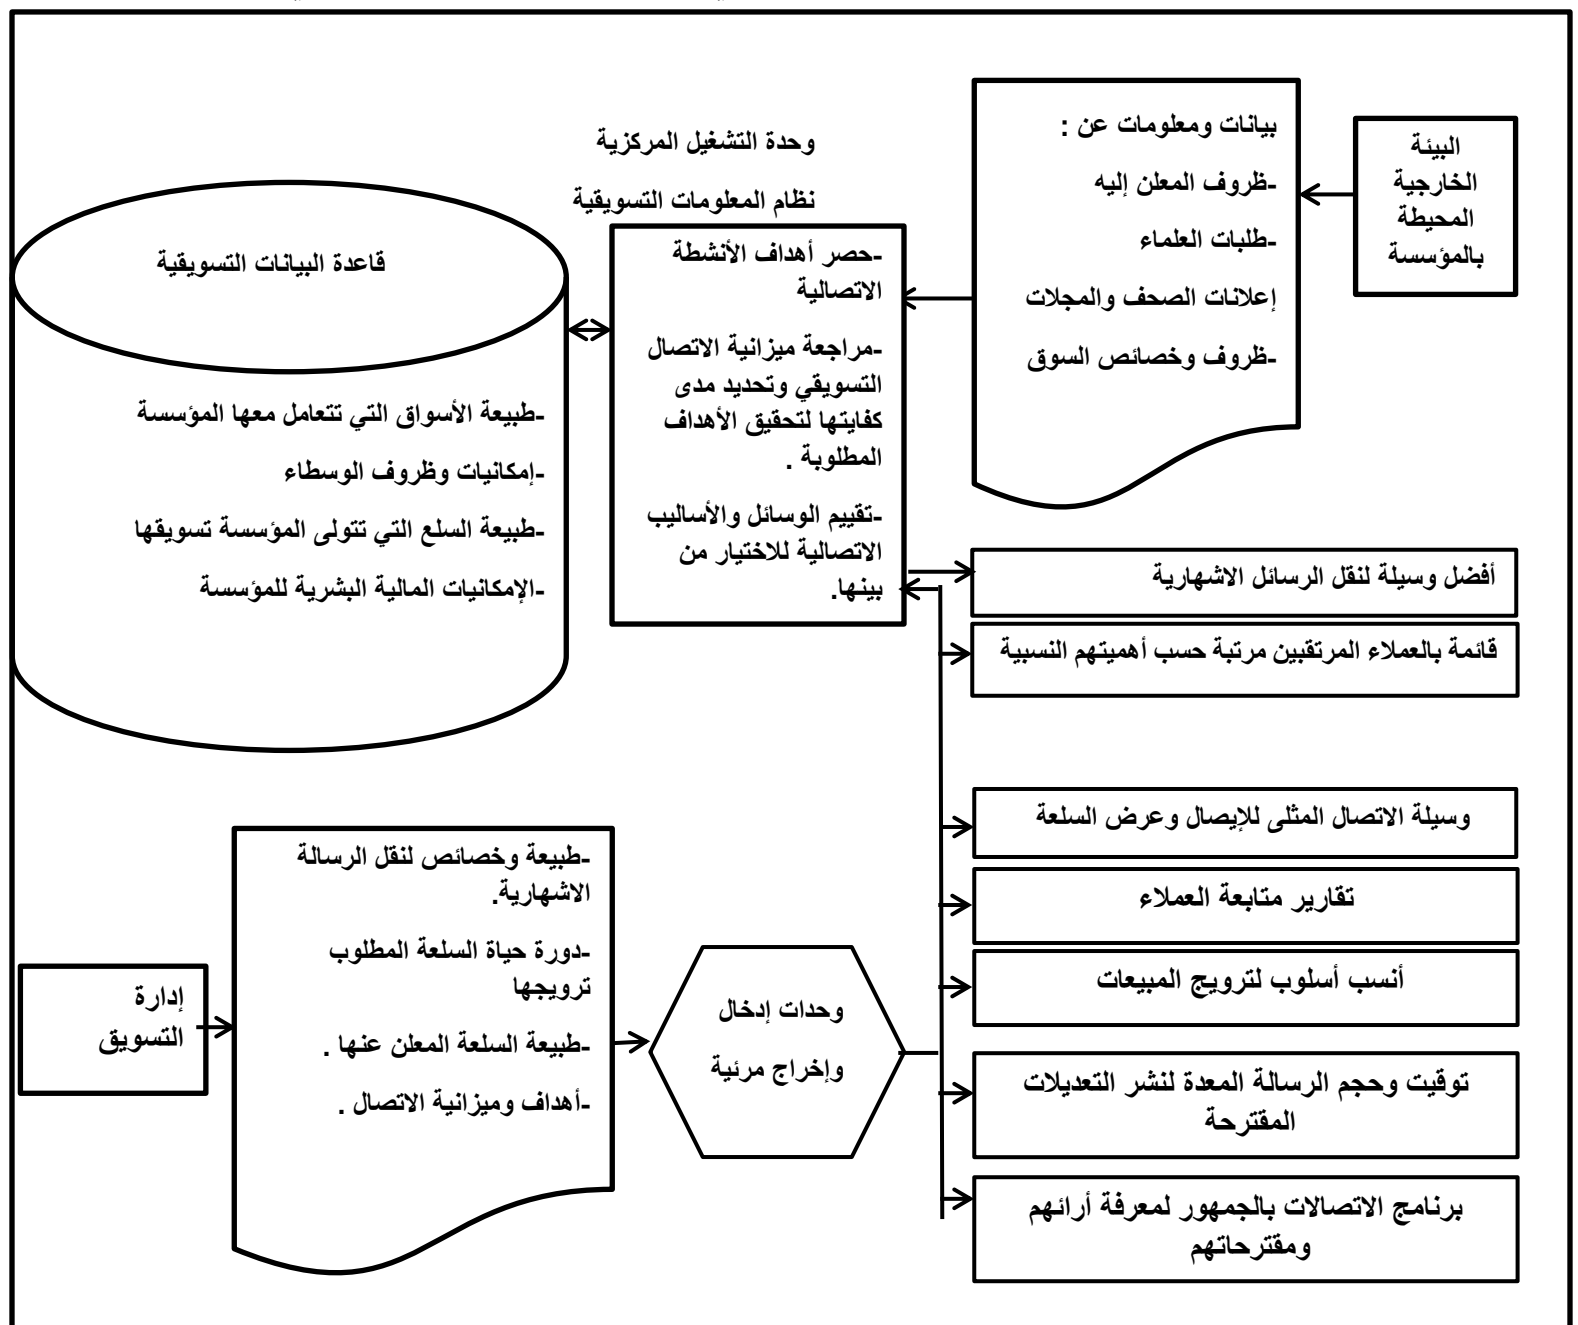 البيئة
الخارجية
المحيطة
بالمؤسسة
بيانات ومعلومات عن :
-ظروف المعلن إليه
-طلبات العلماء
إعلانات الصحف والمجلات
-ظروف وخصائص السوق
وحدة التشغيل المركزية
نظام المعلومات التسويقية
-حصر أهداف الأنشطة
الاتصالية
-مراجعة ميزانية الاتصال
التسويقي وتحديد مدى
كفايتها لتحقيق الأهداف
المطلوبة .
-تقييم الوسائل والأساليب
الاتصالية للاختيار من
بينها.
قاعدة البيانات التسويقية
-طبيعة الأسواق التي تتعامل معها المؤسسة
-إمكانيات وظروف الوسطاء
-طبيعة السلع التي تتولى المؤسسة تسويقها
-الإمكانيات المالية البشرية للمؤسسة
أفضل وسيلة لنقل الرسائل الاشهارية
قائمة بالعملاء المرتقبين مرتبة حسب أهميتهم النسبية
وسيلة الاتصال المثلى للإيصال وعرض السلعة
تقارير متابعة العملاء
أنسب أسلوب لترويج المبيعات
توقيت وحجم الرسالة المعدة لنشر التعديلات
المقترحة
برنامج الاتصالات بالجمهور لمعرفة أرائهم
ومقترحاتهم
وحدات إدخال
وإخراج مرئية
-طبيعة وخصائص لنقل الرسالة
الاشهارية.
-دورة حياة السلعة المطلوب
ترويجها
-طبيعة السلعة المعلن عنها .
-أهداف وميزانية الاتصال .
إدارة
التسويق